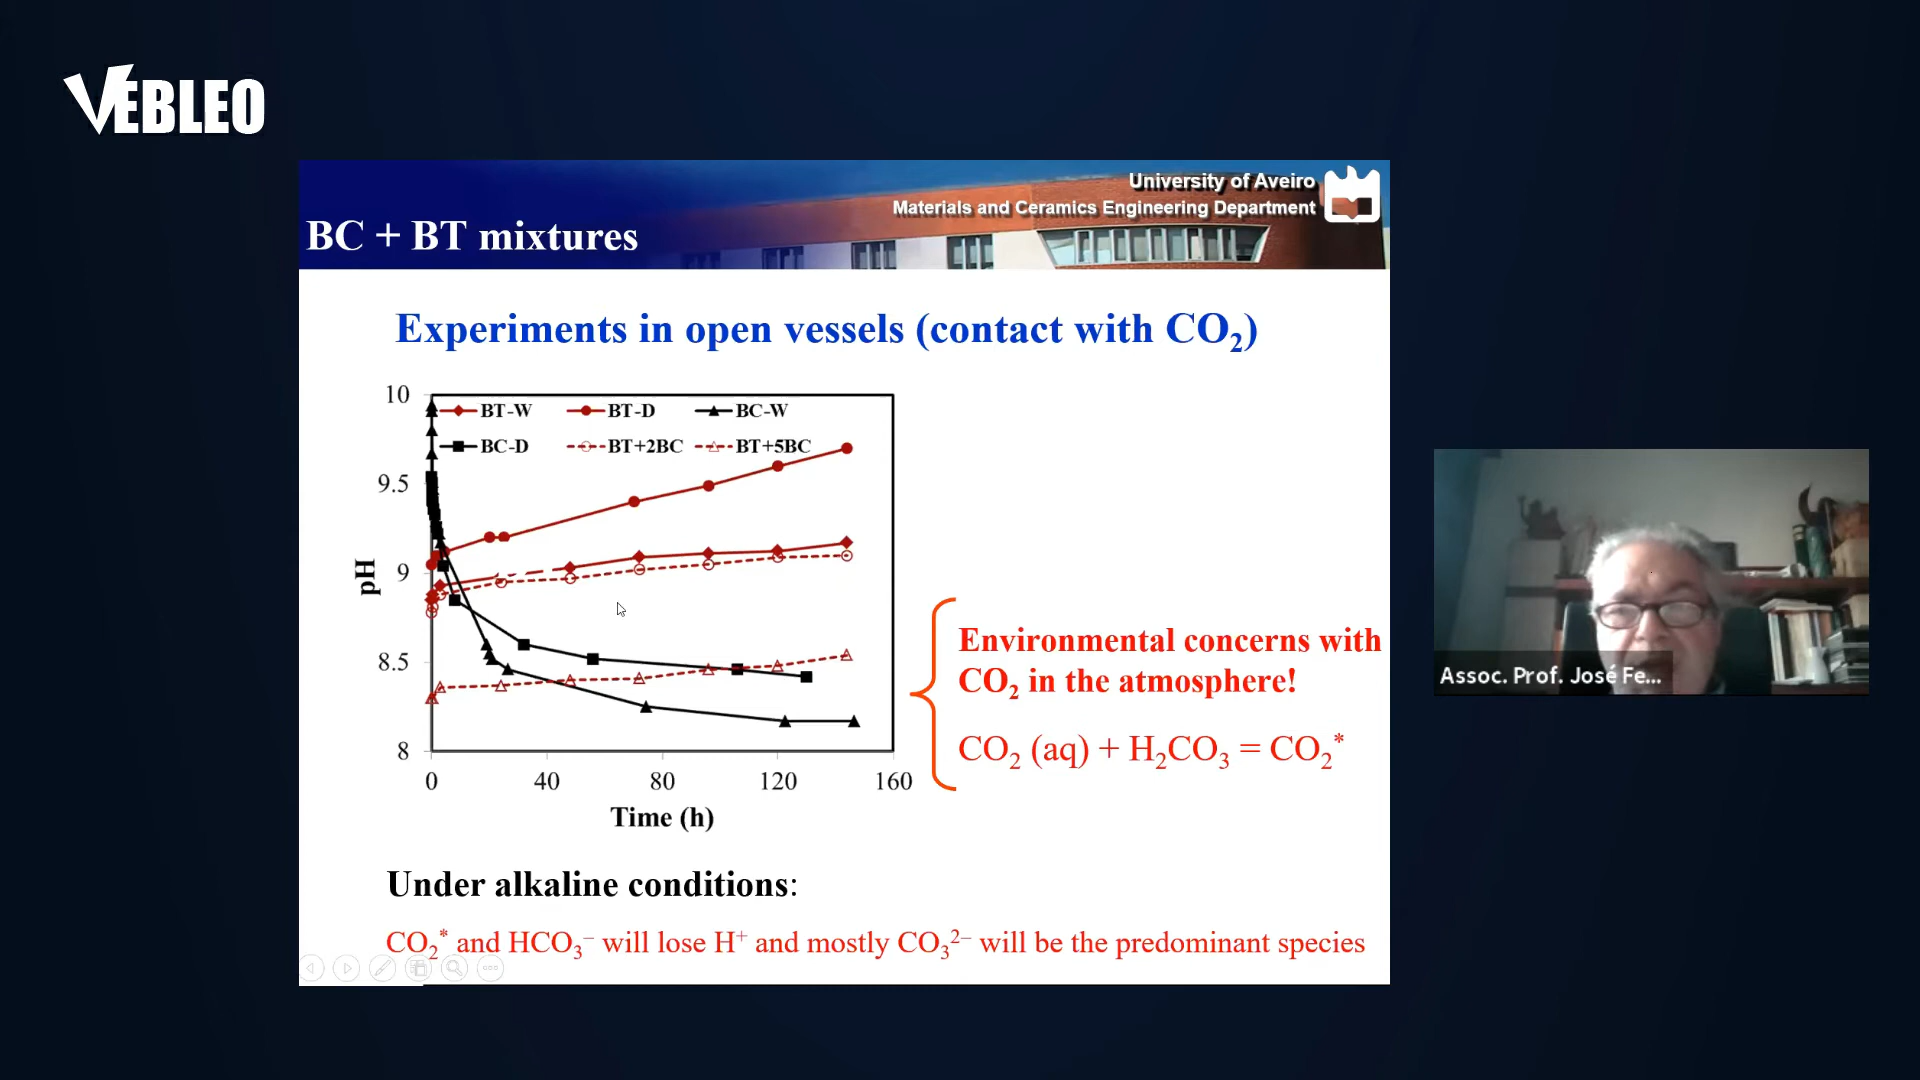 VEBLEO
University of Aveiro
Materials and Ceramics Engineering Department
BC + BT mixtures
Experiments in open vessels (contact with CO₂)
10
9.5
9
8.5
8
pH
BT-W BT-D BC-W
BC-D BT+2BC BT+5BC
0 40 80 120 160
Time (h)
Environmental concerns with
CO₂ in the atmosphere!
CO₂ (aq) + H₂CO₃ = CO₂*
Under alkaline conditions:
CO₂* and HCO₃⁻ will lose H⁺ and mostly CO₃²⁻ will be the predominant species
Assoc. Prof. José Fe...